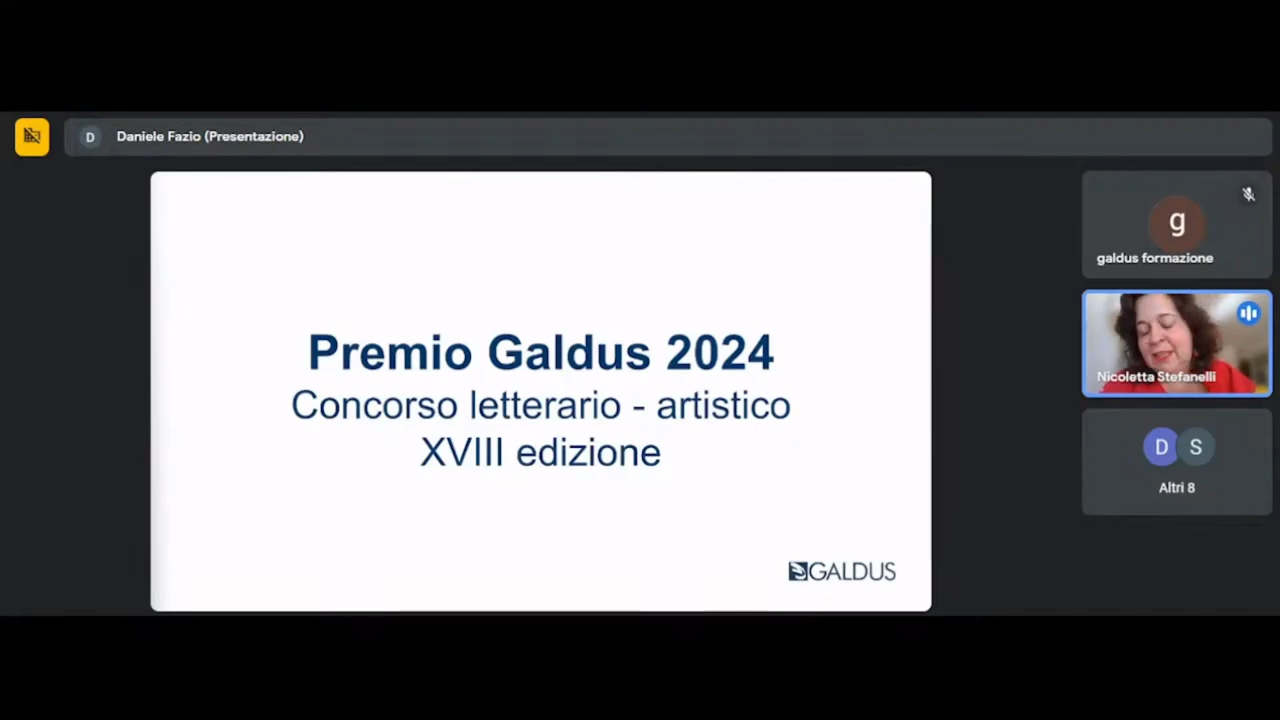 D Daniele Fazio (Presentazione)
Premio Galdus 2024
Concorso letterario - artistico
XVIII edizione
GALDUS
g
galdus formazione
Nicoletta Stefanelli
D S
Altri 8